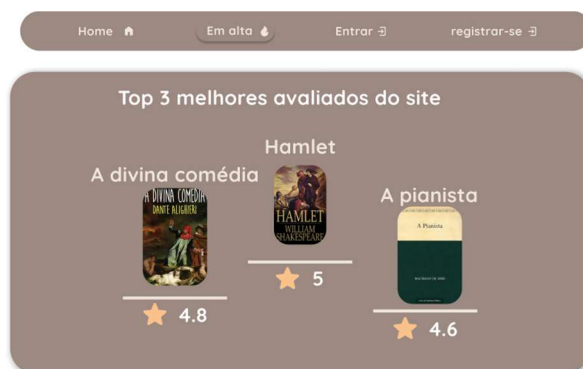 Home
Em alta
Entrar
registrar-se
Top 3 melhores avaliados do site
Hamlet
A divina comédia
A pianista
A DIVINA COMÉDIA
DANTE ALIGHIERI
HAMLET
WILLIAM
SHAKESPEARE
A Pianista
5
4.8
4.6